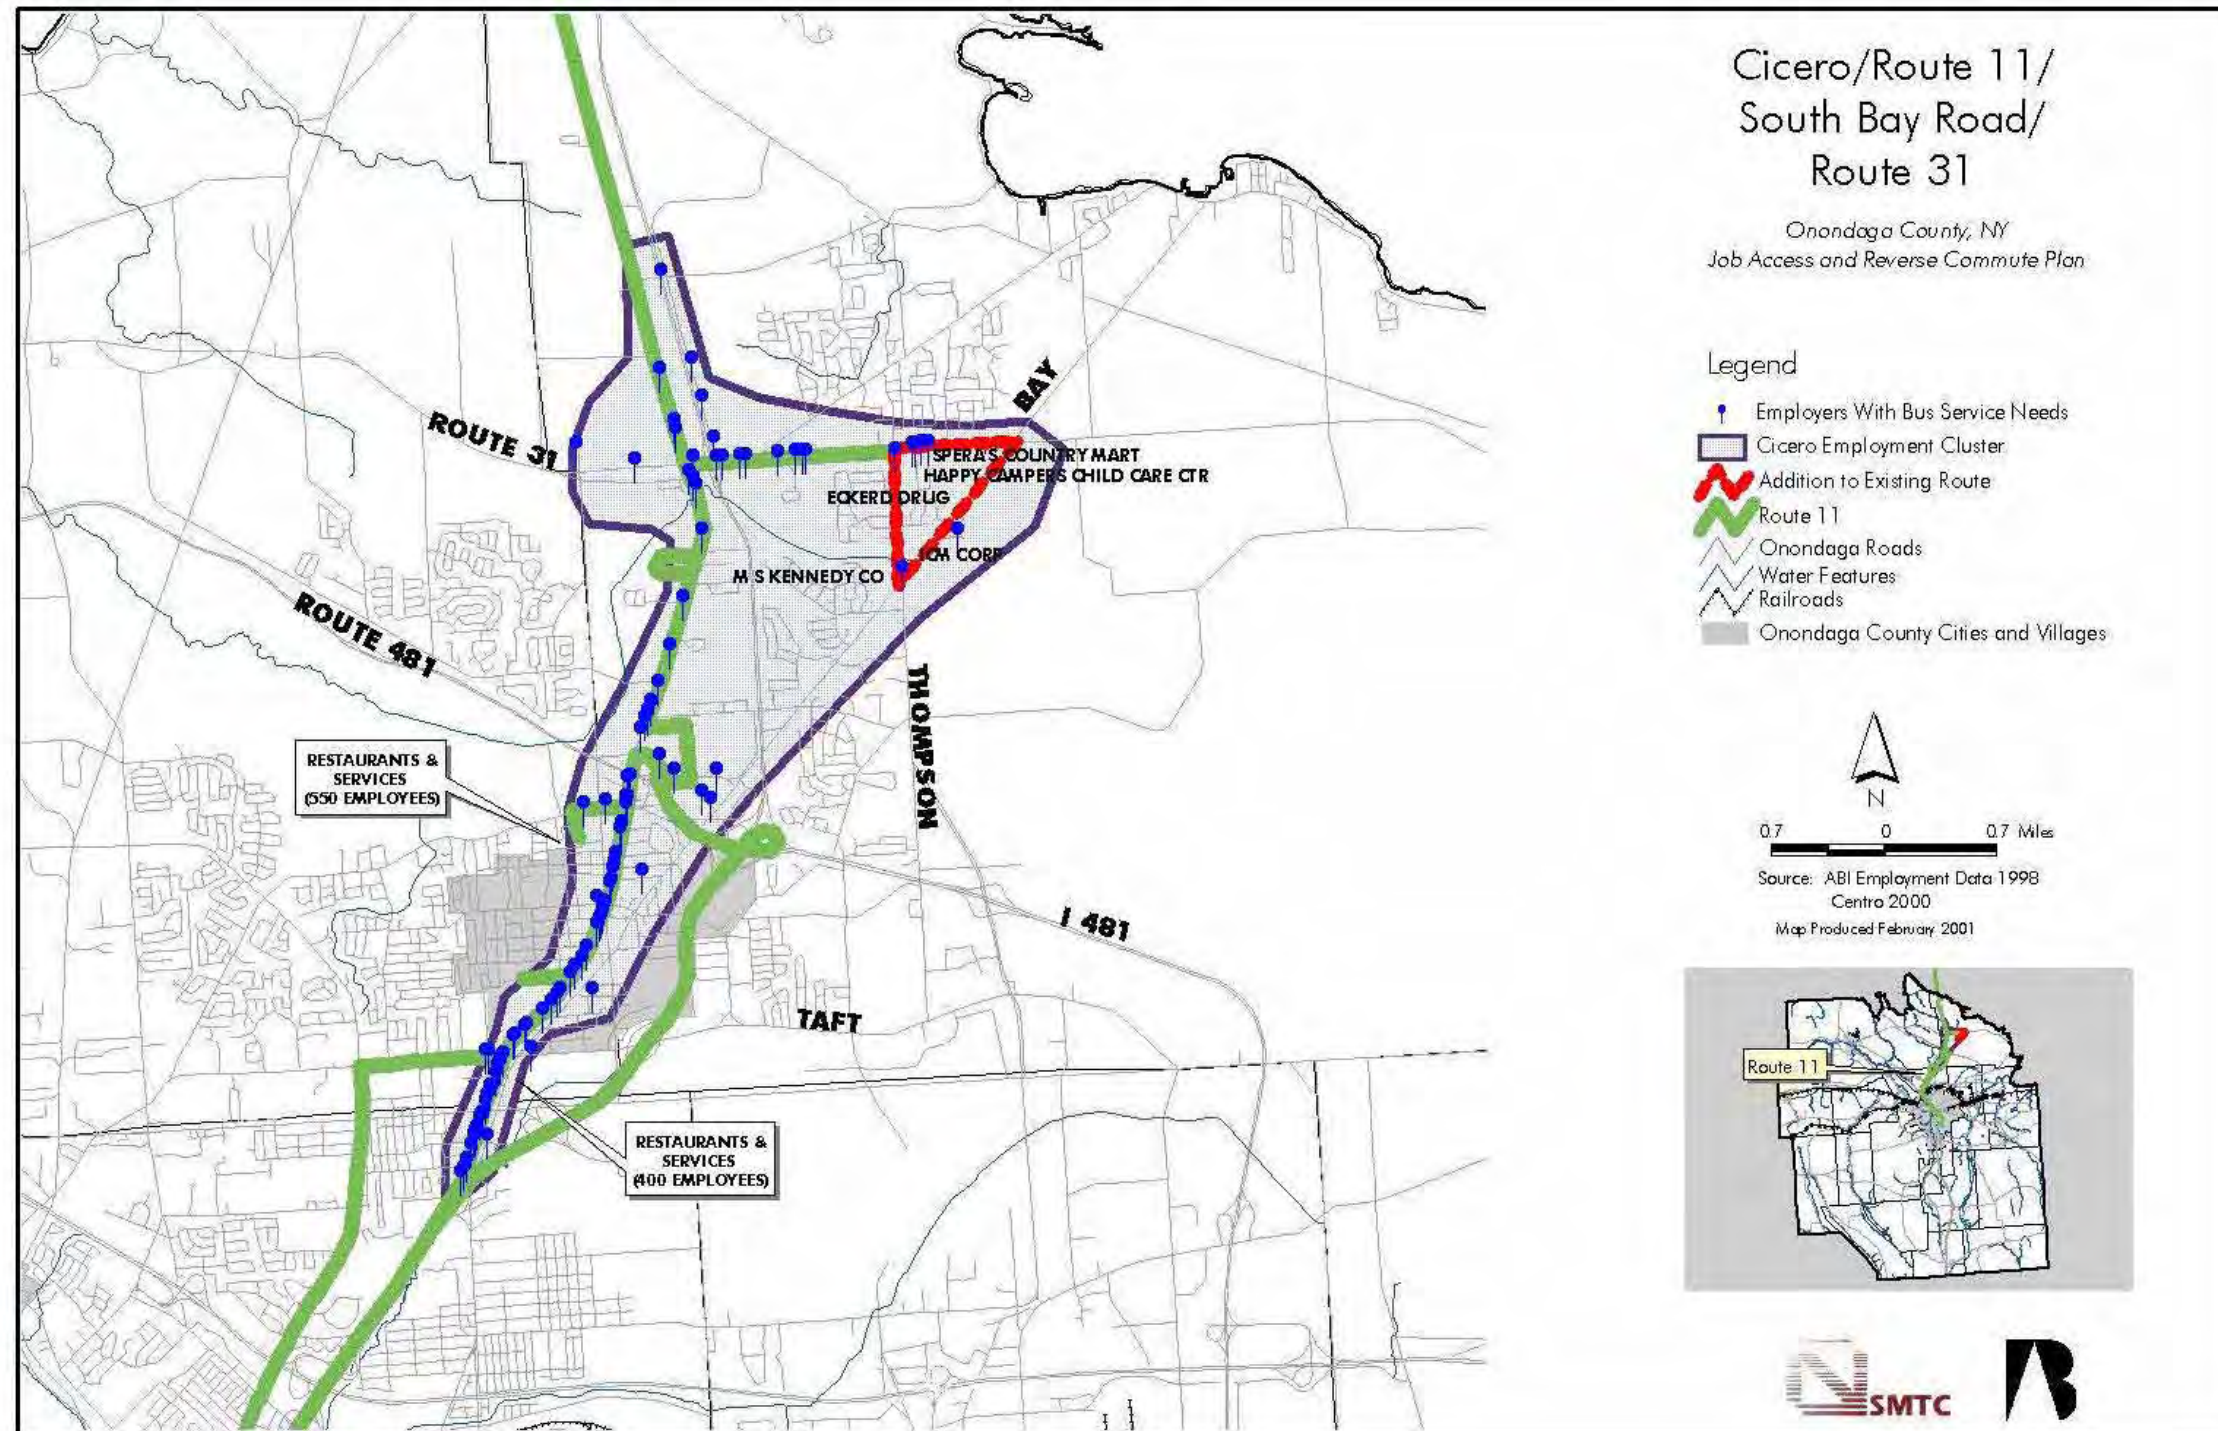 Cicero/Route 11/
South Bay Road/
Route 31
Onondaga County, NY
Job Access and Reverse Commute Plan
Legend
Employers With Bus Service Needs
Cicero Employment Cluster
Addition to Existing Route
Route 11
Onondaga Roads
Water Features
Railroads
Onondaga County Cities and Villages
N
0.7 0 0.7 Miles
Source: ABI Employment Data 1998
Centro 2000
Map Produced February 2001
Route 11
SMTC
ROUTE 31
BAY
SPERA'S COUNTRY MART
HAPPY CAMPERS CHILD CARE CTR
ECKERD DRUG
ICM CORP
M S KENNEDY CO
ROUTE 481
THOMPSON
RESTAURANTS &
SERVICES
(550 EMPLOYEES)
I 481
TAFT
RESTAURANTS &
SERVICES
(400 EMPLOYEES)